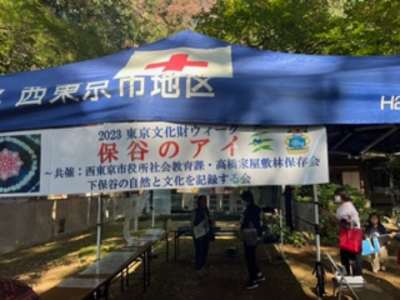 西東京市地区
Ha
2023 東京文化財ウィーク
保谷のアイ
～共催：西東京市役所社会教育課・高橋家屋敷林保存会
下保谷の自然と文化を記録する会